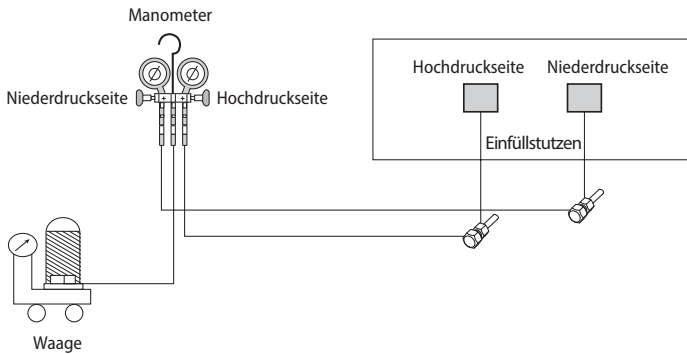 Manometer
Niederdruckseite
Hochdruckseite
Hochdruckseite
Niederdruckseite
Einfüllstutzen
Waage